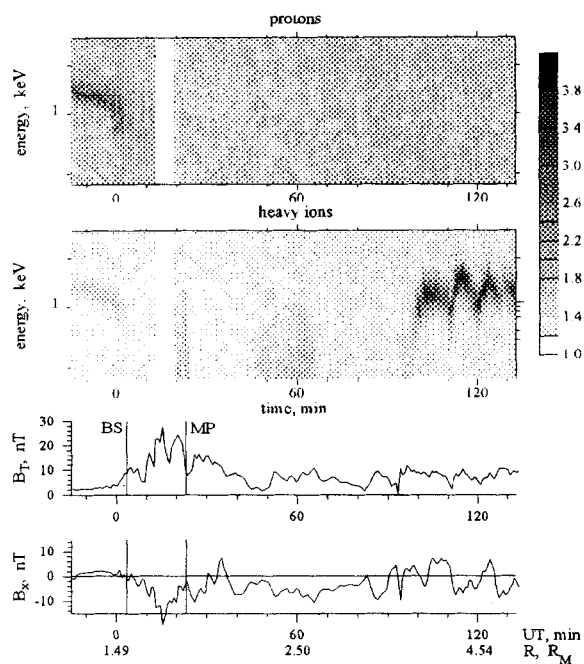 protons
energy, keV
1
0
60
120
heavy ions
energy, keV
1
0
60
120
time, min
3.8
3.4
3.0
2.6
2.2
1.8
1.4
1.0
BS
MP
B_T, nT
30
20
10
0
0
60
120
B_x, nT
10
0
-10
0
60
120
UT, min
1.49
2.50
4.54
R, R_M